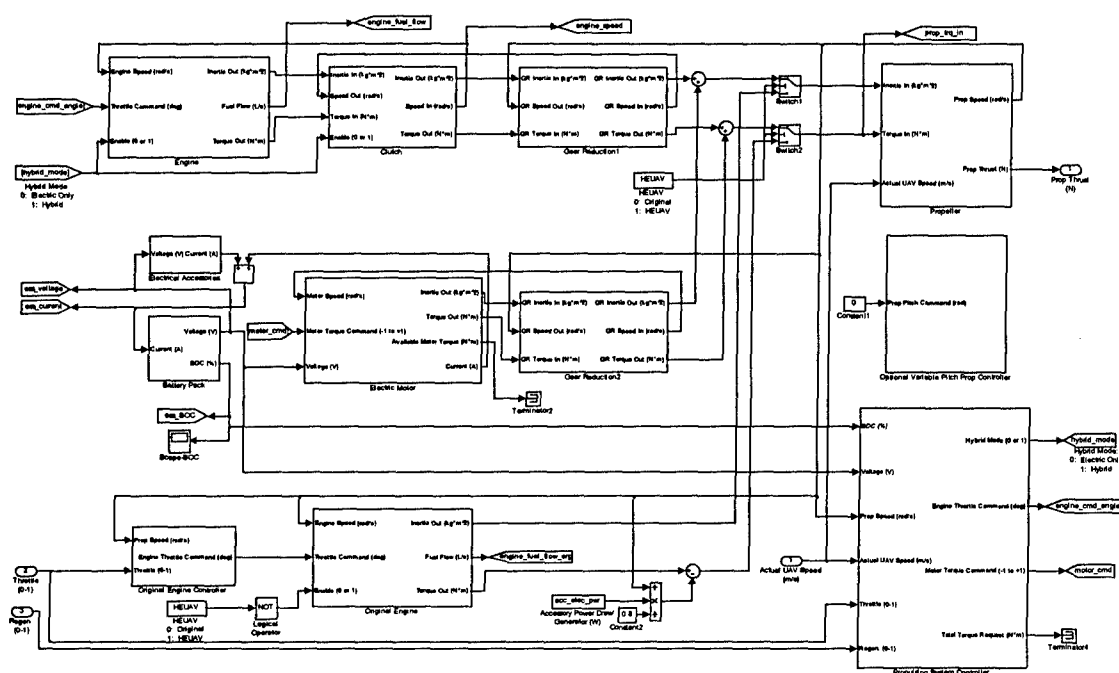 engine_fuel_flow
engine_speed
prop_trq_in
Engine Speed (rad/s)
Inertia Out (kg*m^2)
engine_cmd_angle
Throttle Command (deg)
Fuel Flow (L/s)
Enable (0 or 1)
Torque Out (N*m)
Engine
[hybrid_mode]
Hybrid Mode
0: Electric Only
1: Hybrid
Inertia In (kg*m^2)
Inertia Out (kg*m^2)
Speed Out (rad/s)
Speed In (rad/s)
Torque In (N*m)
Torque Out (N*m)
Enable (0 or 1)
Clutch
GR Inertia In (kg*m^2)
GR Inertia Out (kg*m^2)
GR Speed Out (rad/s)
GR Speed In (rad/s)
GR Torque In (N*m)
GR Torque Out (N*m)
Gear Reduction1
Switch1
Switch2
HEUAV
HEUAV
0: Original
1: HEUAV
Inertia In (kg*m^2)
Prop Speed (rad/s)
Torque In (N*m)
Prop Thrust (N)
Actual UAV Speed (m/s)
Propeller
1
Prop Thrust
(N)
Voltage (V)
Current (A)
Electrical Accessories
ess_voltage
ess_current
Voltage (V)
Current (A)
SOC (%)
Battery Pack
ess_SOC
Scope-SOC
Motor Speed (rad/s)
Inertia Out (kg*m^2)
Torque Out (N*m)
motor_cmd
Motor Torque Command (-1 to +1)
Available Motor Torque (N*m)
Voltage (V)
Current (A)
Electric Motor
Terminator2
GR Inertia In (kg*m^2)
GR Inertia Out (kg*m^2)
GR Speed Out (rad/s)
GR Speed In (rad/s)
GR Torque In (N*m)
GR Torque Out (N*m)
Gear Reduction2
0
Constant1
Prop Pitch Command (rad)
Optional Variable Pitch Prop Controller
SOC (%)
Hybrid Mode (0 or 1)
Voltage (V)
Engine Throttle Command (deg)
Prop Speed (rad/s)
Actual UAV Speed (m/s)
Motor Torque Command (-1 to +1)
Throttle (0-1)
Total Torque Request (N*m)
Regen (0-1)
Propulsion System Controller
hybrid_mode
Hybrid Mode:
0: Electric Only
1: Hybrid
engine_cmd_angle
motor_cmd
Terminator4
Actual UAV Speed
(m/s)
Prop Speed (rad/s)
Engine Throttle Command (deg)
Throttle (0-1)
Original Engine Controller
2
Throttle
(0-1)
3
Regen
(0-1)
HEUAV
HEUAV
0: Original
1: HEUAV
NOT
Logical
Operator
Engine Speed (rad/s)
Inertia Out (kg*m^2)
Throttle Command (deg)
Fuel Flow (L/s)
Enable (0 or 1)
Torque Out (N*m)
Original Engine
engine_fuel_flow_org
acc_elec_pwr
Accessory Power Draw/
Generator (W)
0.8
Constant2